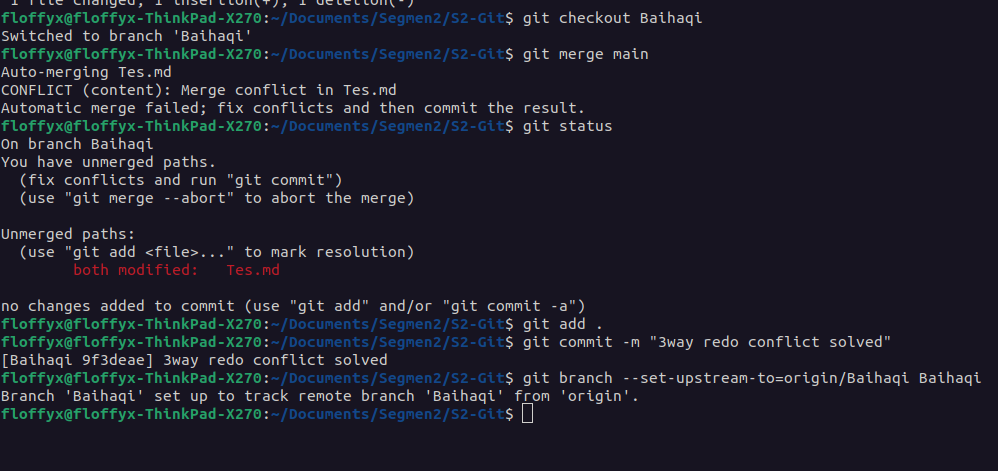 1 file changed, 1 insertion(+), 1 deletion(-)
floffyx@floffyx-ThinkPad-X270:~/Documents/Segmen2/S2-Git$ git checkout Baihaqi
Switched to branch 'Baihaqi'
floffyx@floffyx-ThinkPad-X270:~/Documents/Segmen2/S2-Git$ git merge main
Auto-merging Tes.md
CONFLICT (content): Merge conflict in Tes.md
Automatic merge failed; fix conflicts and then commit the result.
floffyx@floffyx-ThinkPad-X270:~/Documents/Segmen2/S2-Git$ git status
On branch Baihaqi
You have unmerged paths.
  (fix conflicts and run "git commit")
  (use "git merge --abort" to abort the merge)

Unmerged paths:
  (use "git add <file>..." to mark resolution)
        both modified:   Tes.md

no changes added to commit (use "git add" and/or "git commit -a")
floffyx@floffyx-ThinkPad-X270:~/Documents/Segmen2/S2-Git$ git add .
floffyx@floffyx-ThinkPad-X270:~/Documents/Segmen2/S2-Git$ git commit -m "3way redo conflict solved"
[Baihaqi 9f3deae] 3way redo conflict solved
floffyx@floffyx-ThinkPad-X270:~/Documents/Segmen2/S2-Git$ git branch --set-upstream-to=origin/Baihaqi Baihaqi
Branch 'Baihaqi' set up to track remote branch 'Baihaqi' from 'origin'.
floffyx@floffyx-ThinkPad-X270:~/Documents/Segmen2/S2-Git$